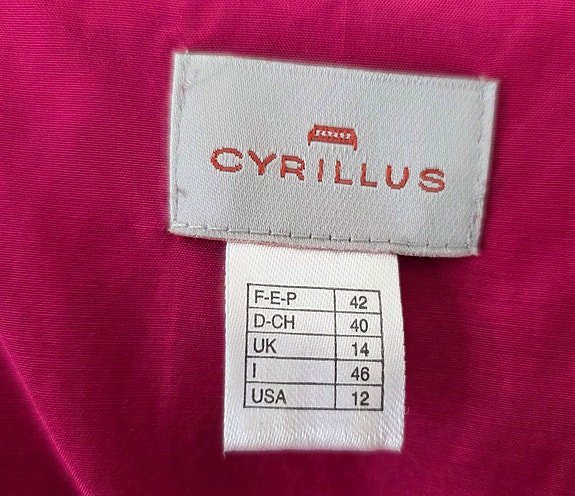 CYRILLUS
F-E-P 42
D-CH 40
UK 14
I 46
USA 12